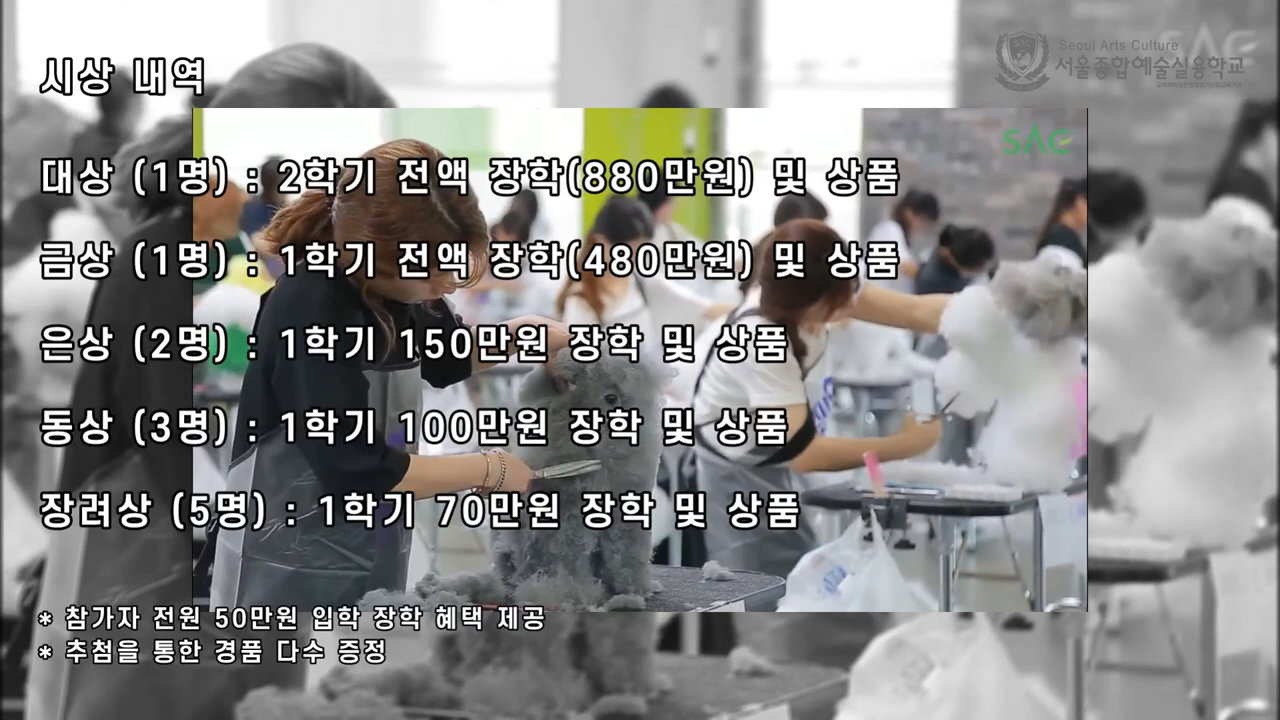 Seoul Arts Culture
서울종합예술실용학교
SAC
시상 내역
대상 (1명) : 2학기 전액 장학(880만원) 및 상품
금상 (1명) : 1학기 전액 장학(480만원) 및 상품
은상 (2명) : 1학기 150만원 장학 및 상품
동상 (3명) : 1학기 100만원 장학 및 상품
장려상 (5명) : 1학기 70만원 장학 및 상품
* 참가자 전원 50만원 입학 장학 혜택 제공
* 추첨을 통한 경품 다수 증정